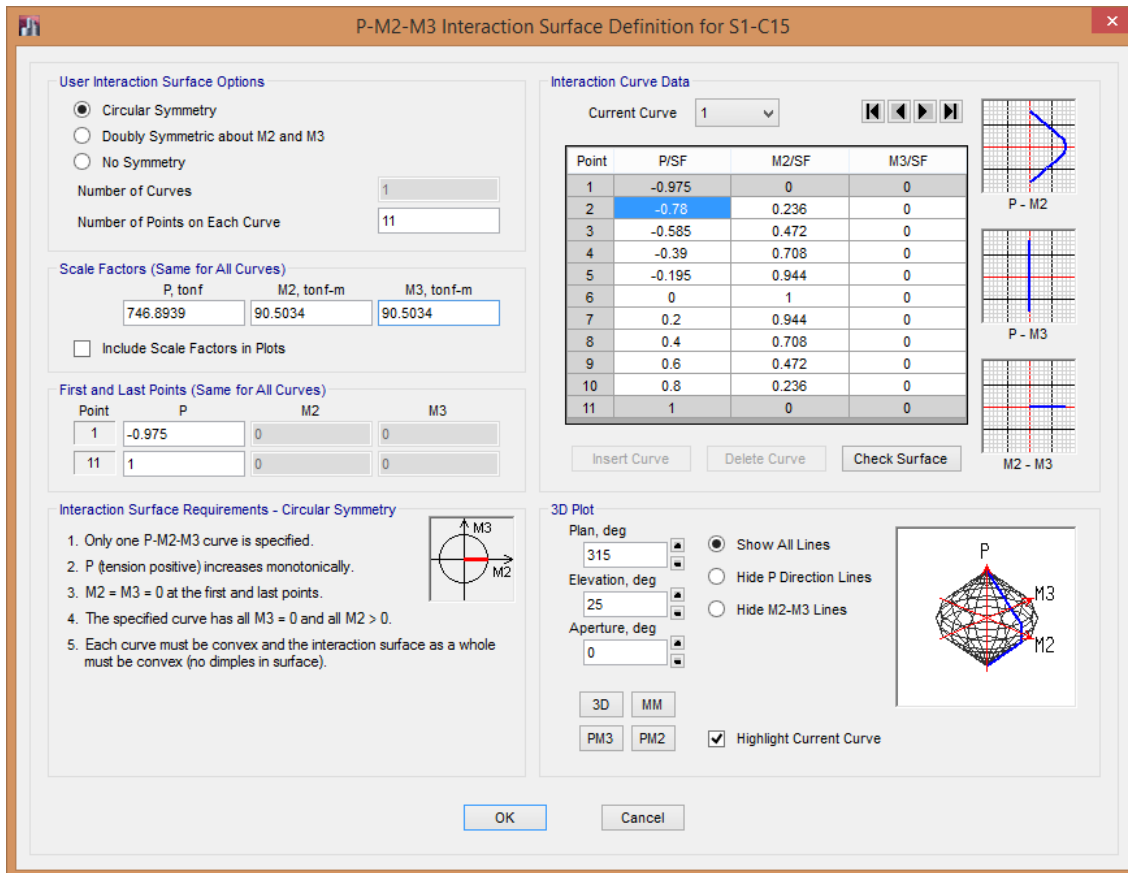 P-M2-M3 Interaction Surface Definition for S1-C15
User Interaction Surface Options
Circular Symmetry
Doubly Symmetric about M2 and M3
No Symmetry
Number of Curves 1
Number of Points on Each Curve 11
Scale Factors (Same for All Curves)
P, tonf M2, tonf-m M3, tonf-m
746.8939 90.5034 90.5034
Include Scale Factors in Plots
First and Last Points (Same for All Curves)
Point P M2 M3
1 -0.975 0 0
11 1 0 0
Interaction Surface Requirements - Circular Symmetry
1. Only one P-M2-M3 curve is specified.
2. P (tension positive) increases monotonically.
3. M2 = M3 = 0 at the first and last points.
4. The specified curve has all M3 = 0 and all M2 > 0.
5. Each curve must be convex and the interaction surface as a whole
must be convex (no dimples in surface).
M3
M2
Interaction Curve Data
Current Curve 1
Point P/SF M2/SF M3/SF
1 -0.975 0 0
2 -0.78 0.236 0
3 -0.585 0.472 0
4 -0.39 0.708 0
5 -0.195 0.944 0
6 0 1 0
7 0.2 0.944 0
8 0.4 0.708 0
9 0.6 0.472 0
10 0.8 0.236 0
11 1 0 0
Insert Curve Delete Curve Check Surface
P - M2
P - M3
M2 - M3
3D Plot
Plan, deg
315
Elevation, deg
25
Aperture, deg
0
Show All Lines
Hide P Direction Lines
Hide M2-M3 Lines
3D MM
PM3 PM2
Highlight Current Curve
P
M3
M2
OK Cancel